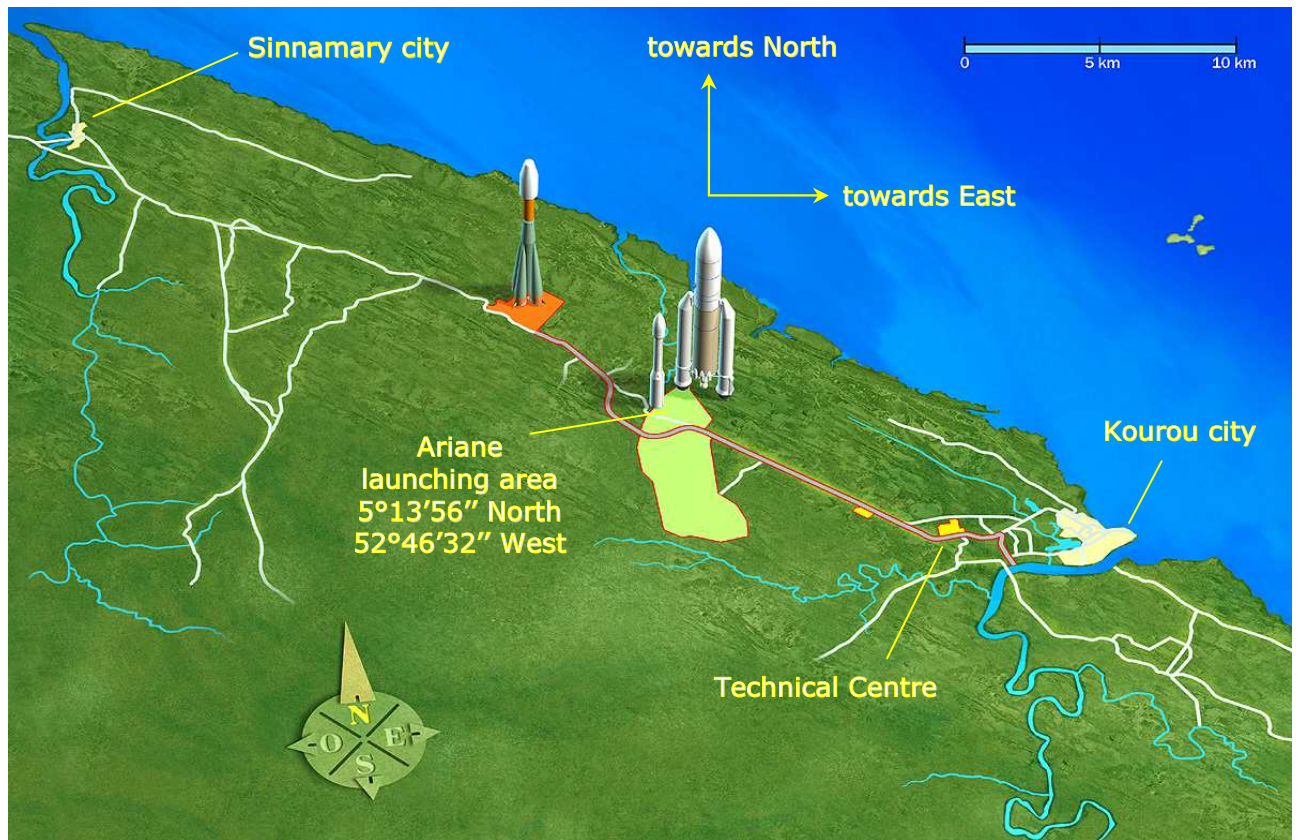 Sinnamary city
towards North
0 5 km 10 km
towards East
Kourou city
Ariane
launching area
5°13’56’’ North
52°46’32’’ West
Technical Centre
N
O E
S